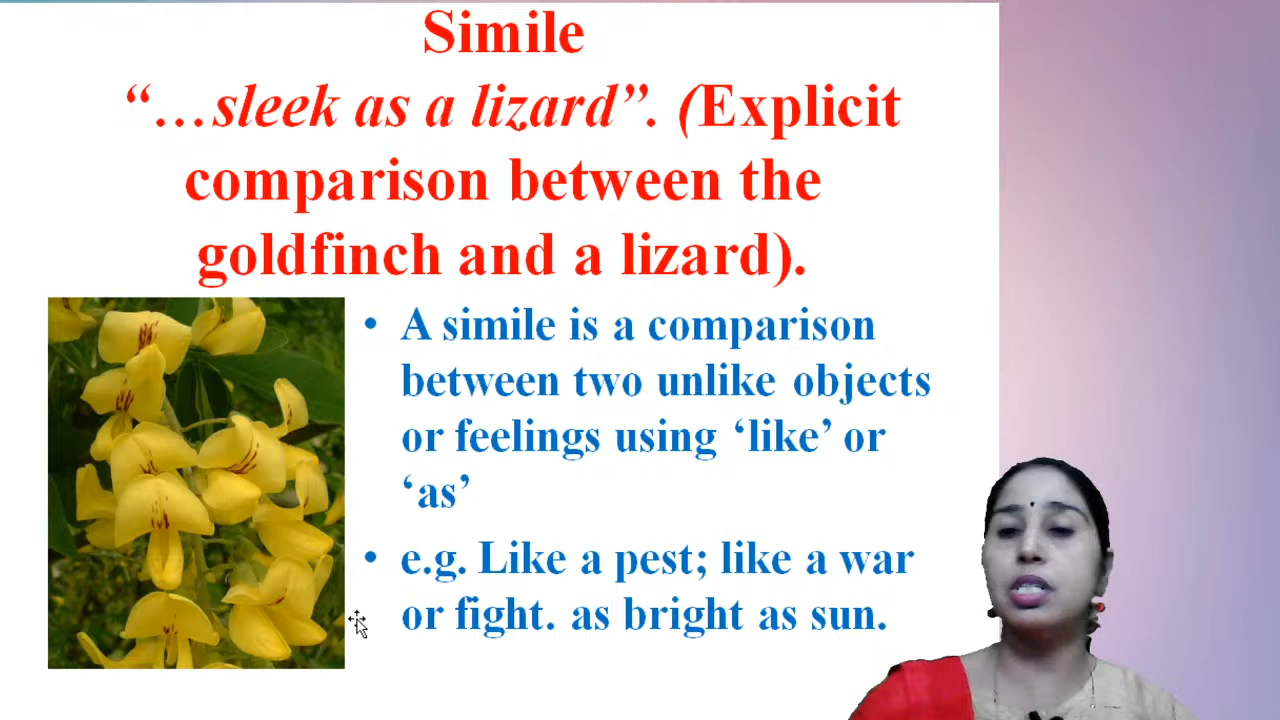 Simile
“…sleek as a lizard”. (Explicit
comparison between the
goldfinch and a lizard).
• A simile is a comparison
between two unlike objects
or feelings using ‘like’ or
‘as’
• e.g. Like a pest; like a war
or fight. as bright as sun.